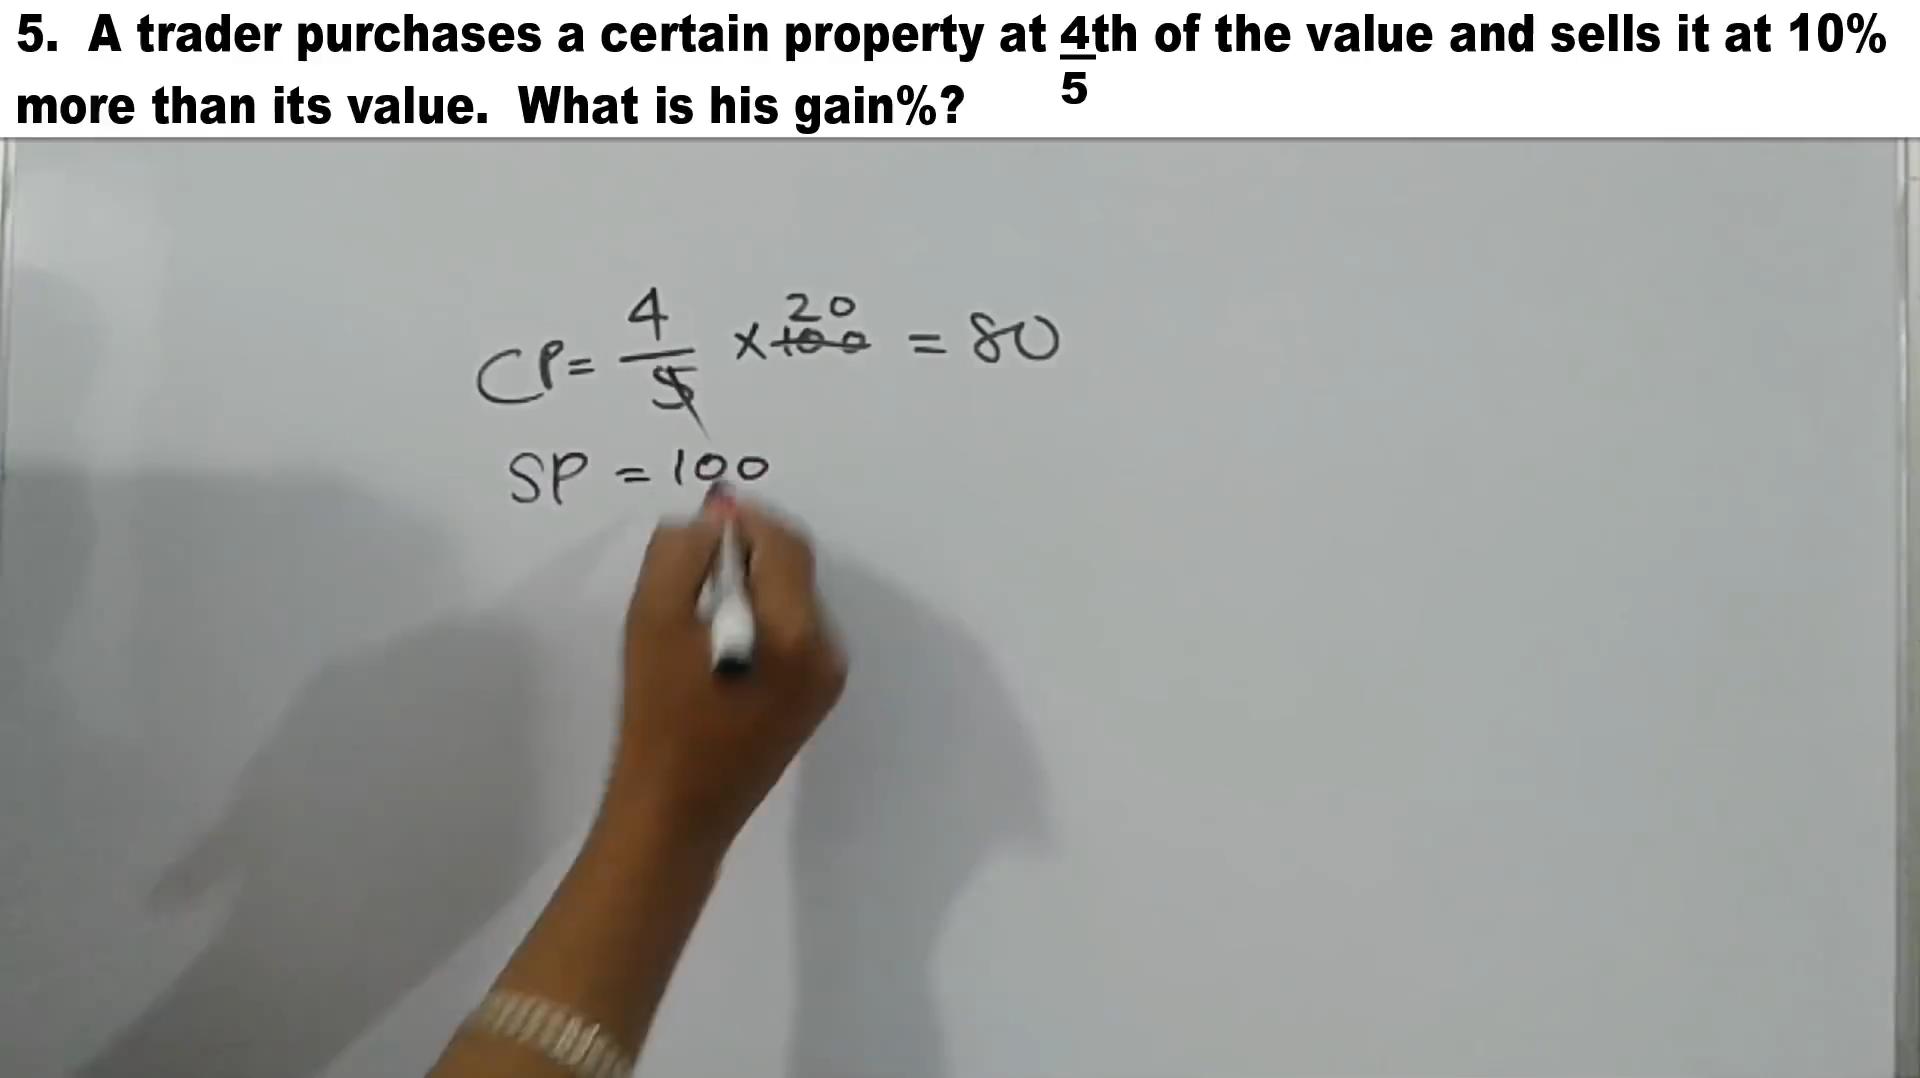 5. A trader purchases a certain property at 4/5th of the value and sells it at 10%
more than its value. What is his gain%?
20
CP = 4/5 × 100 = 80
SP = 100